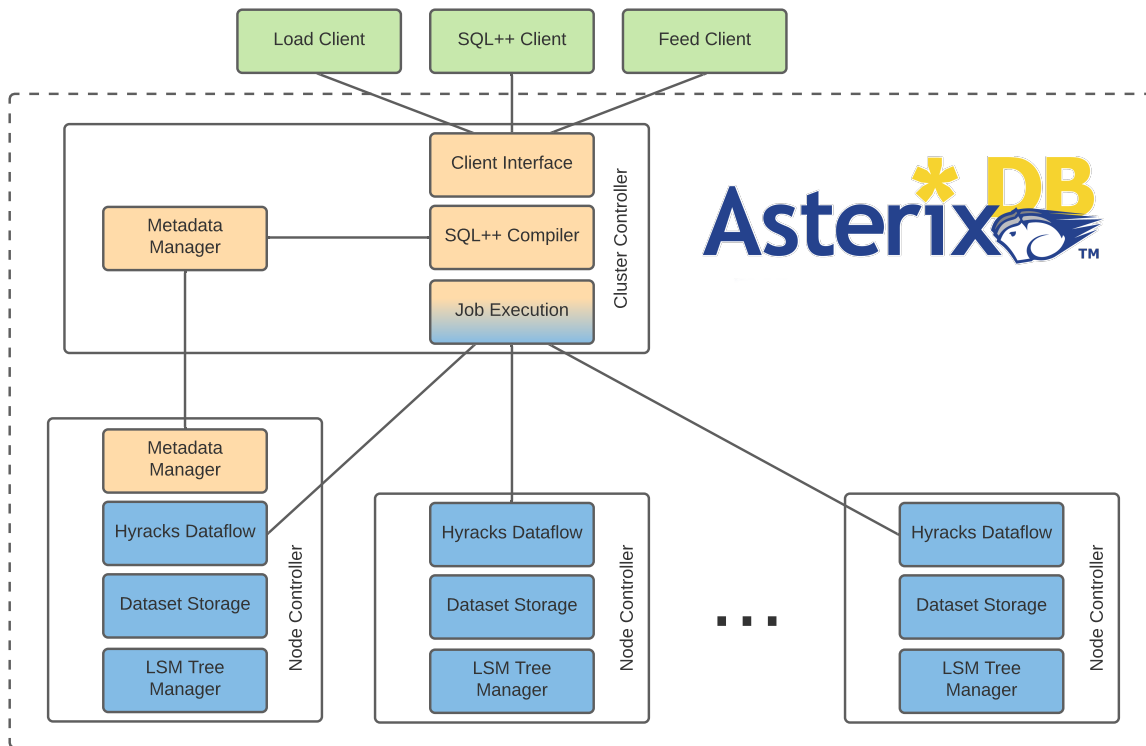 Load Client
SQL++ Client
Feed Client
Client Interface
Metadata
Manager
SQL++ Compiler
Job Execution
Cluster Controller
AsterixDB
TM
Metadata
Manager
Hyracks Dataflow
Dataset Storage
LSM Tree
Manager
Node Controller
Hyracks Dataflow
Dataset Storage
LSM Tree
Manager
Node Controller
...
Hyracks Dataflow
Dataset Storage
LSM Tree
Manager
Node Controller